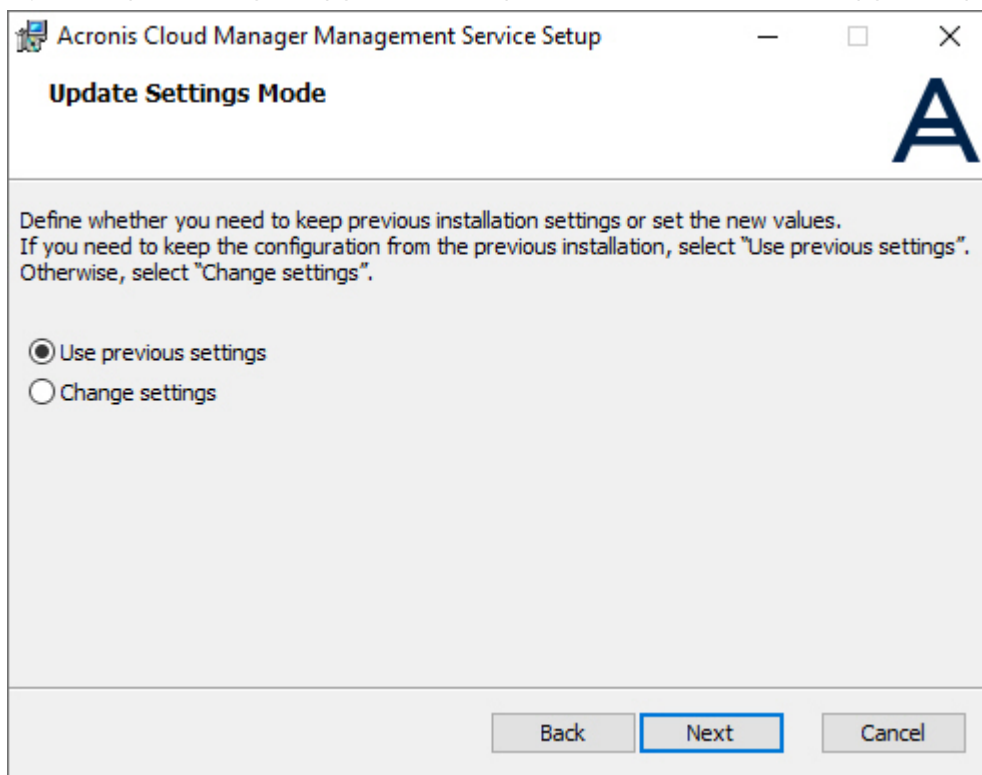 Acronis Cloud Manager Management Service Setup
Update Settings Mode
Define whether you need to keep previous installation settings or set the new values.
If you need to keep the configuration from the previous installation, select “Use previous settings”.
Otherwise, select “Change settings”.
Use previous settings
Change settings
Back Next Cancel